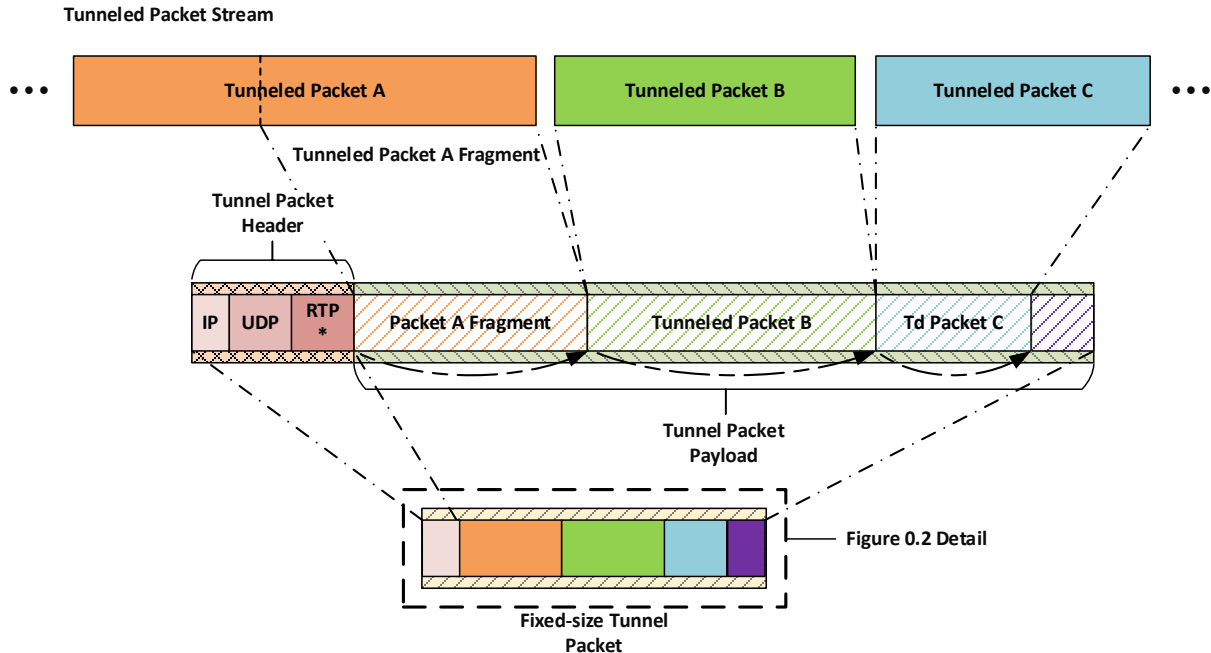 Tunneled Packet Stream
••• Tunneled Packet A Tunneled Packet B Tunneled Packet C •••
Tunneled Packet A Fragment
Tunnel Packet
Header
IP UDP RTP
*
Packet A Fragment Tunneled Packet B Td Packet C
Tunnel Packet
Payload
Figure 0.2 Detail
Fixed-size Tunnel
Packet